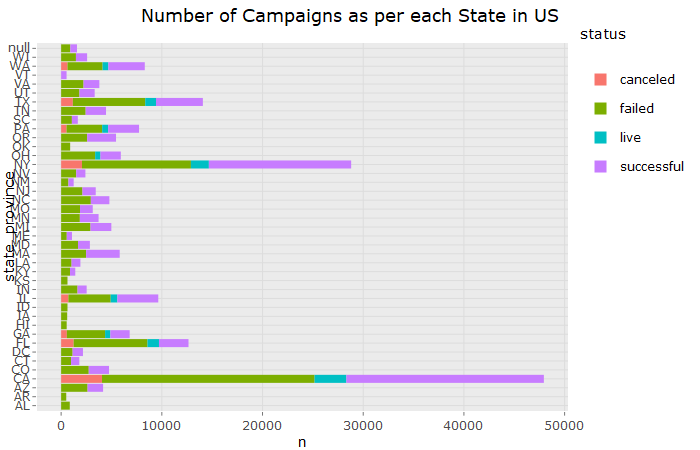 Number of Campaigns as per each State in US
status
canceled
failed
live
successful
state_province
null
WI
WA
VT
VA
UT
TX
TN
SC
PA
OR
OK
OH
NY
NV
NM
NJ
NC
MO
MN
MI
ME
MD
MA
LA
KY
KS
IN
IL
ID
IA
HI
GA
FL
DC
CT
CO
CA
AZ
AR
AL
0 10000 20000 30000 40000 50000
n